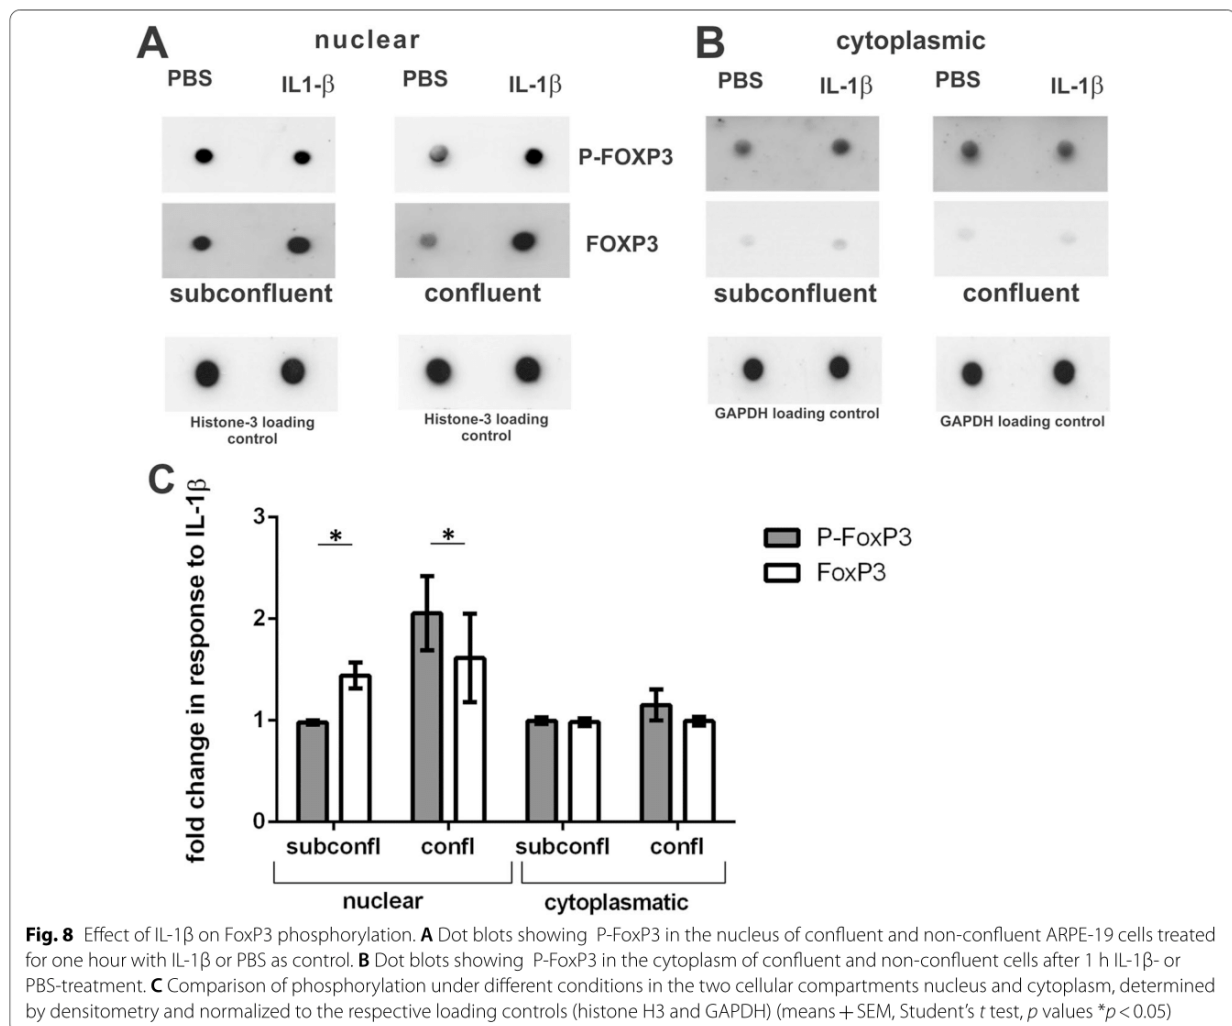 A nuclear
PBS IL1-β PBS IL-1β
P-FOXP3
FOXP3
subconfluent confluent
Histone-3 loading control
Histone-3 loading control
B cytoplasmic
PBS IL-1β PBS IL-1β
subconfluent confluent
GAPDH loading control GAPDH loading control
C
fold change in response to IL-1β
3
2
1
0
* *
P-FoxP3
FoxP3
subconfl confl subconfl confl
nuclear cytoplasmatic
Fig. 8 Effect of IL-1β on FoxP3 phosphorylation. A Dot blots showing P-FoxP3 in the nucleus of confluent and non-confluent ARPE-19 cells treated
for one hour with IL-1β or PBS as control. B Dot blots showing P-FoxP3 in the cytoplasm of confluent and non-confluent cells after 1 h IL-1β- or
PBS-treatment. C Comparison of phosphorylation under different conditions in the two cellular compartments nucleus and cytoplasm, determined
by densitometry and normalized to the respective loading controls (histone H3 and GAPDH) (means + SEM, Student's t test, p values *p < 0.05)